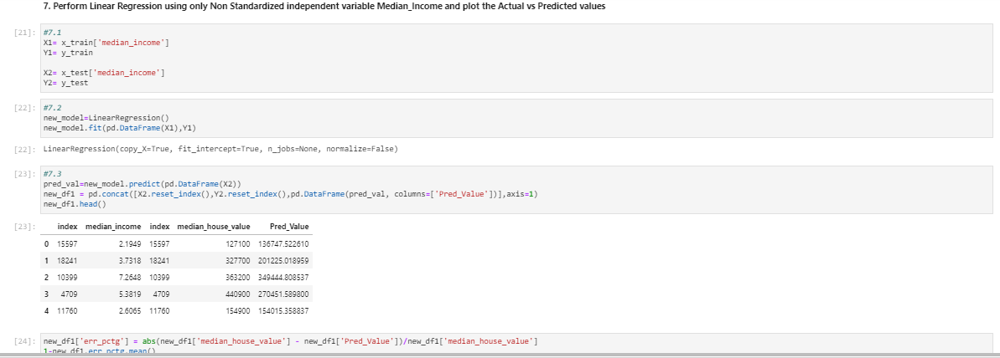 7. Perform Linear Regression using only Non Standardized independent variable Median_Income and plot the Actual vs Predicted values
[21]: #7.1
X1= x_train['median_income']
Y1= y_train
X2= x_test['median_income']
Y2= y_test
[22]: #7.2
new_model=LinearRegression()
new_model.fit(pd.DataFrame(X1),Y1)
[22]: LinearRegression(copy_X=True, fit_intercept=True, n_jobs=None, normalize=False)
[23]: #7.3
pred_val=new_model.predict(pd.DataFrame(X2))
new_df1 = pd.concat([X2.reset_index(),Y2.reset_index(),pd.DataFrame(pred_val, columns=['Pred_Value'])],axis=1)
new_df1.head()
[23]: index median_income index median_house_value Pred_Value
0 15597 2.1949 15597 127100 136747.522610
1 18241 3.7318 18241 327700 201225.018959
2 10399 7.2648 10399 363200 349444.808537
3 4709 5.3819 4709 440900 270451.589800
4 11760 2.6065 11760 154900 154015.358837
[24]: new_df1['err_pctg'] = abs(new_df1['median_house_value'] - new_df1['Pred_Value'])/new_df1['median_house_value']
1-new_df1.err_pctg.mean()